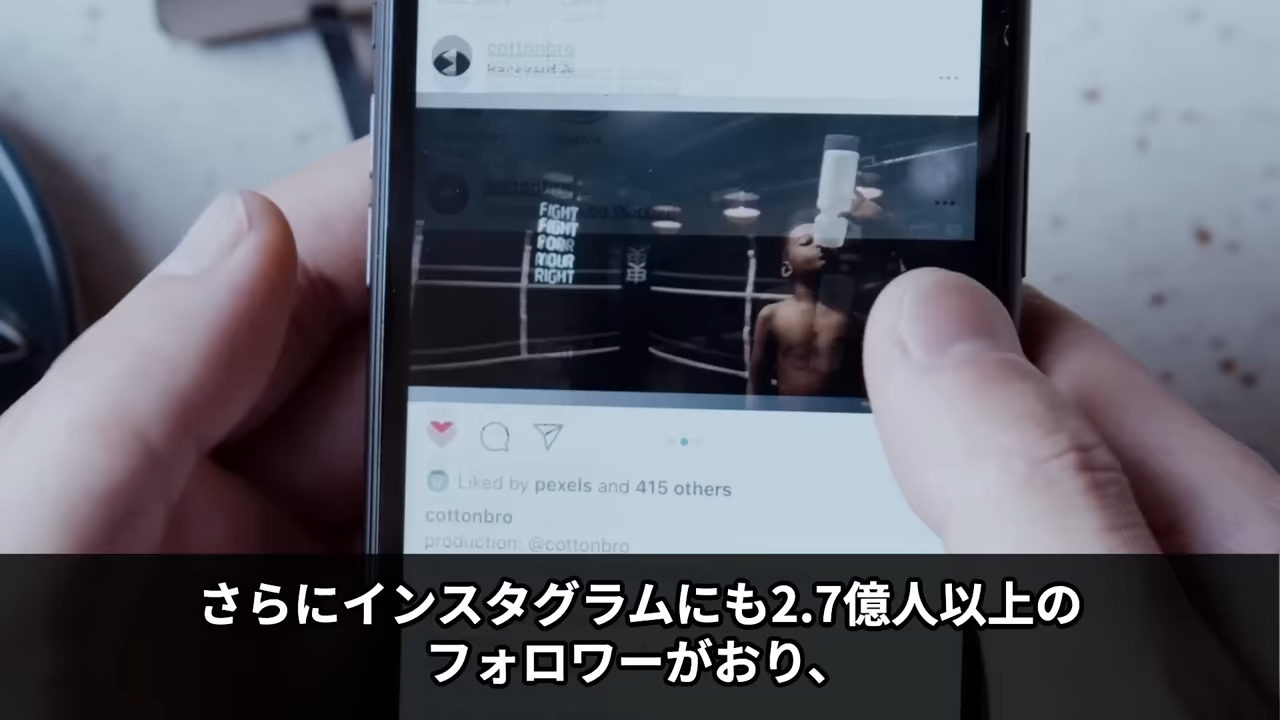 cottonbro
FIGHT
FIGHT
FOR
YOUR
RIGHT
Liked by pexels and 415 others
cottonbro
production: @cottonbro
さらにインスタグラムにも2.7億人以上の
フォロワーがおり、